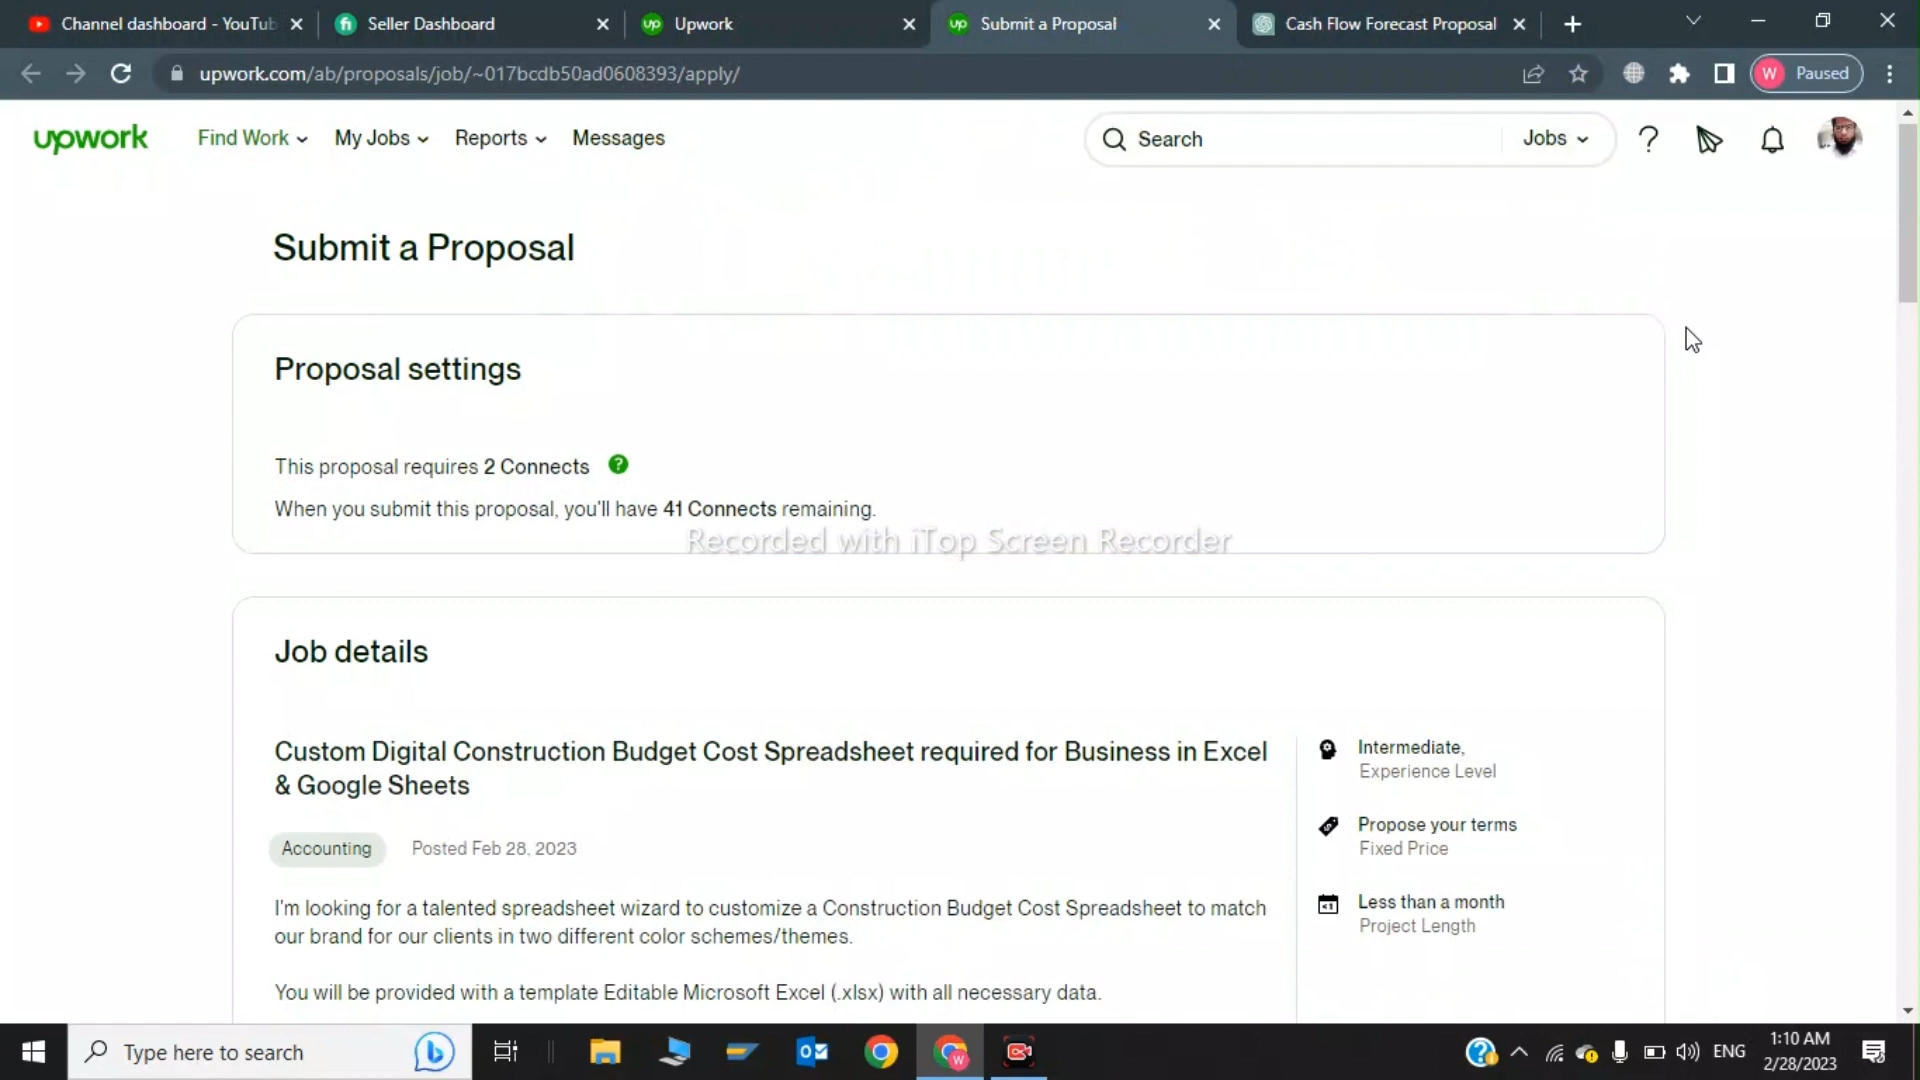 Channel dashboard - YouTub
Seller Dashboard
Upwork
Submit a Proposal
Cash Flow Forecast Proposal
upwork.com/ab/proposals/job/~017bcdb50ad0608393/apply/
W Paused
upwork
Find Work
My Jobs
Reports
Messages
Search
Jobs
Submit a Proposal
Proposal settings
This proposal requires 2 Connects ?
When you submit this proposal, you'll have 41 Connects remaining.
Recorded with iTop Screen Recorder
Job details
Custom Digital Construction Budget Cost Spreadsheet required for Business in Excel
& Google Sheets
Accounting
Posted Feb 28, 2023
I'm looking for a talented spreadsheet wizard to customize a Construction Budget Cost Spreadsheet to match
our brand for our clients in two different color schemes/themes.
You will be provided with a template Editable Microsoft Excel (.xlsx) with all necessary data.
Intermediate,
Experience Level
Propose your terms
Fixed Price
Less than a month
Project Length
Type here to search
ENG
1:10 AM
2/28/2023